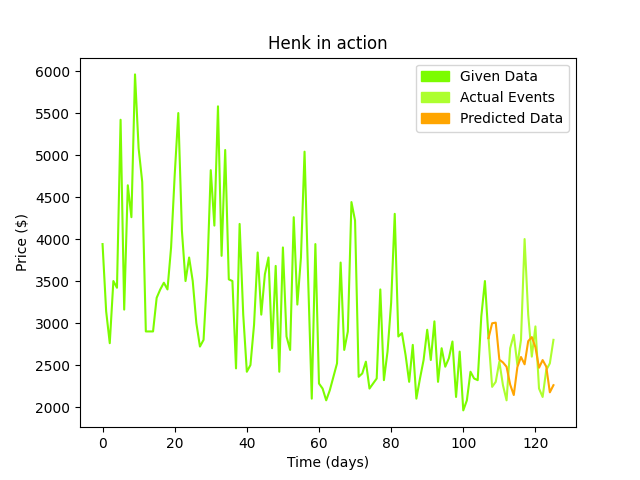 Henk in action
Given Data
Actual Events
Predicted Data
Price ($)
6000
5500
5000
4500
4000
3500
3000
2500
2000
0 20 40 60 80 100 120
Time (days)